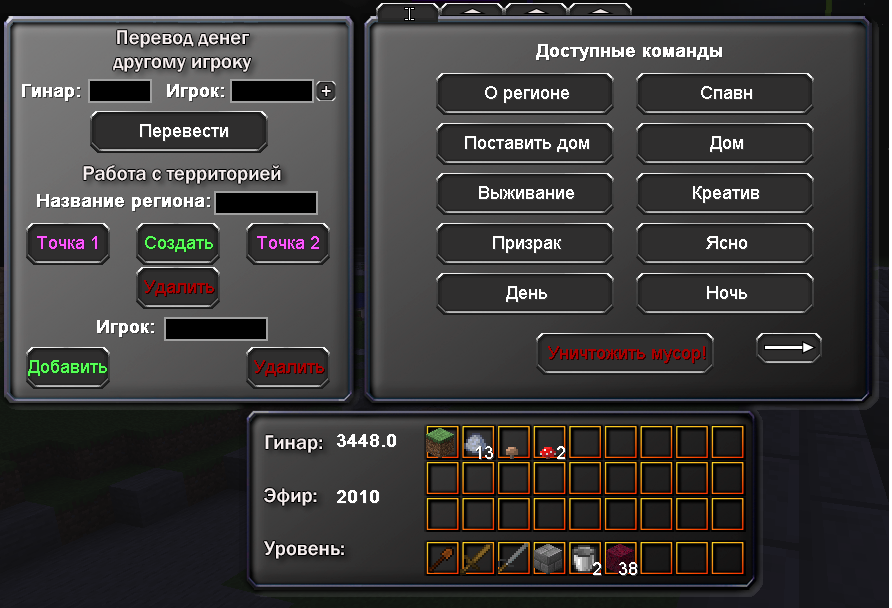 Перевод денег
другому игроку
Гинар: Игрок: +
Перевести
Работа с территорией
Название региона:
Точка 1 Создать Точка 2
Удалить
Игрок:
Добавить Удалить
Доступные команды
О регионе Спавн
Поставить дом Дом
Выживание Креатив
Призрак Ясно
День Ночь
Уничтожить мусор!
Гинар: 3448.0
13 2
Эфир: 2010
Уровень:
2 38